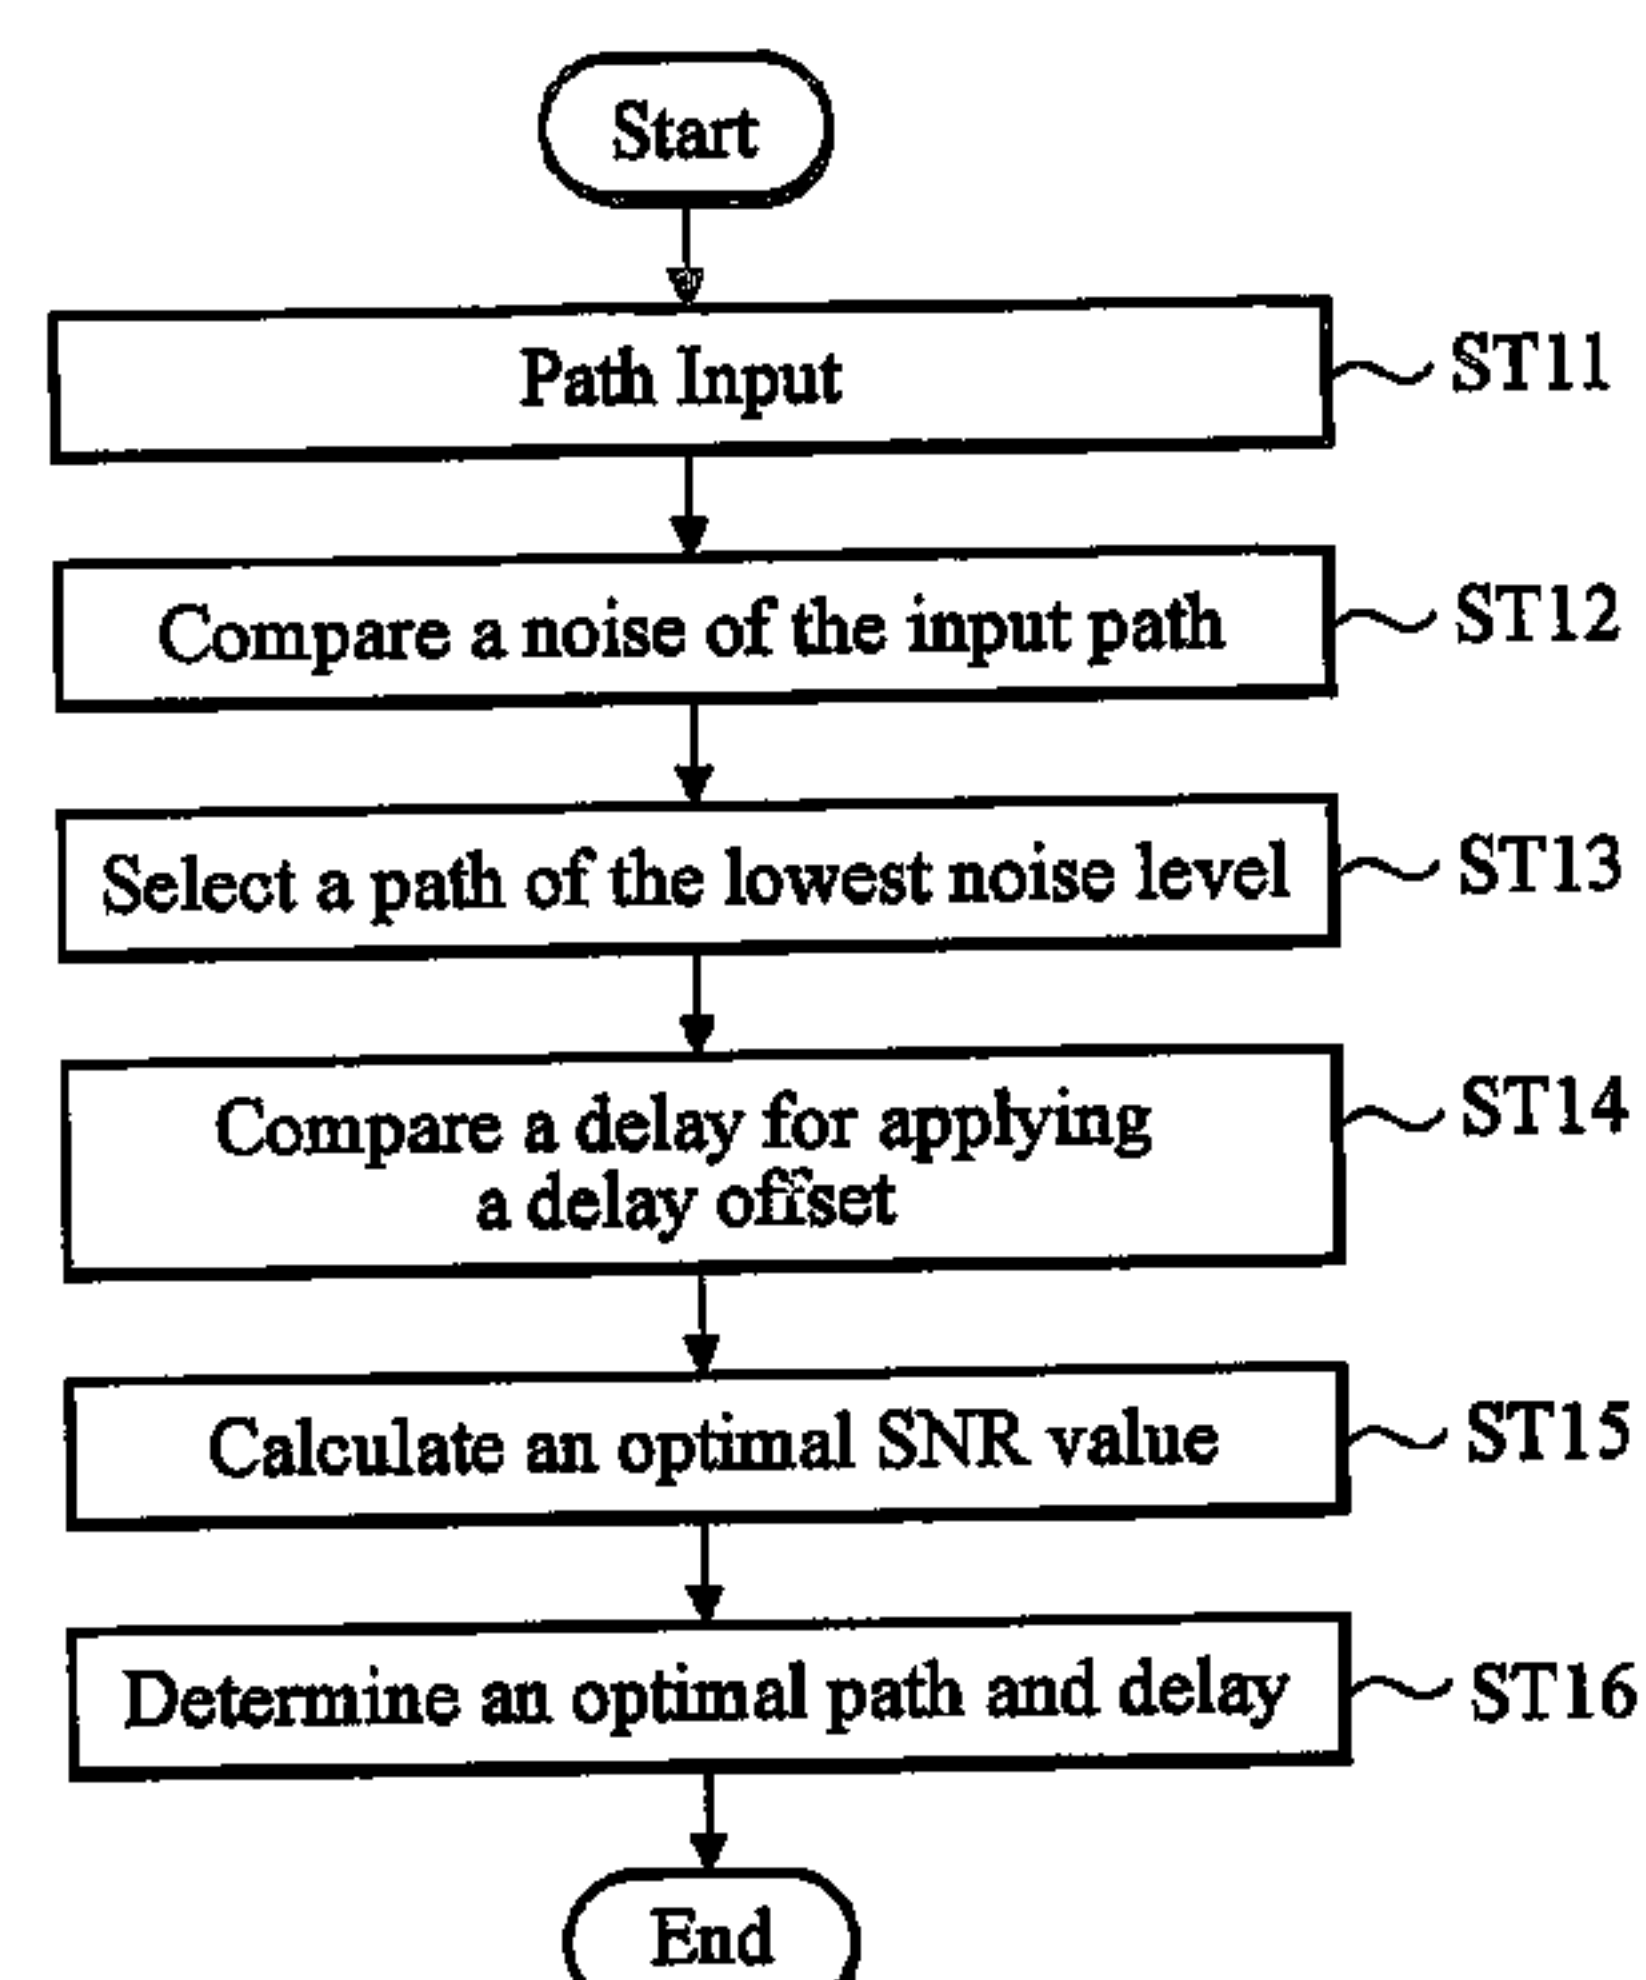 Start
Path Input
ST11
Compare a noise of the input path
ST12
Select a path of the lowest noise level
ST13
Compare a delay for applying
a delay offset
ST14
Calculate an optimal SNR value
ST15
Determine an optimal path and delay
ST16
End